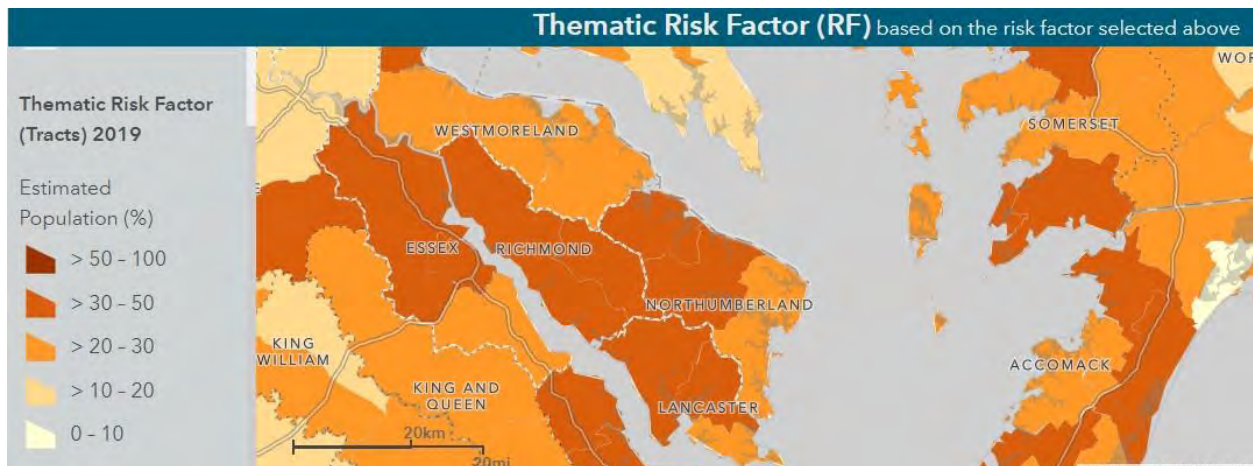 Thematic Risk Factor (RF) based on the risk factor selected above
Thematic Risk Factor
(Tracts) 2019
Estimated
Population (%)
> 50 - 100
> 30 - 50
> 20 - 30
> 10 - 20
0 - 10
WOR
WESTMORELAND
SOMERSET
E
ESSEX
RICHMOND
NORTHUMBERLAND
KING
WILLIAM
ACCOMACK
KING AND
QUEEN
LANCASTER
20km
20mi